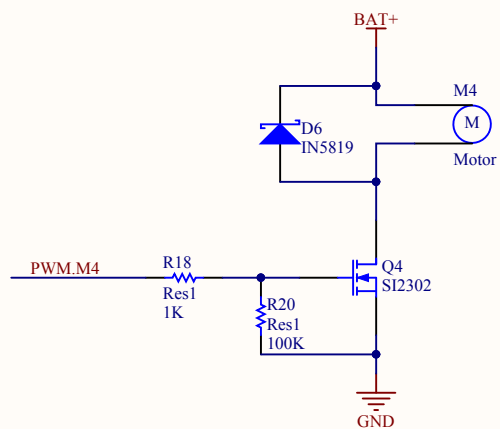 BAT+
M4
M
Motor
D6
IN5819
PWM.M4
R18
Res1
1K
Q4
SI2302
R20
Res1
100K
GND